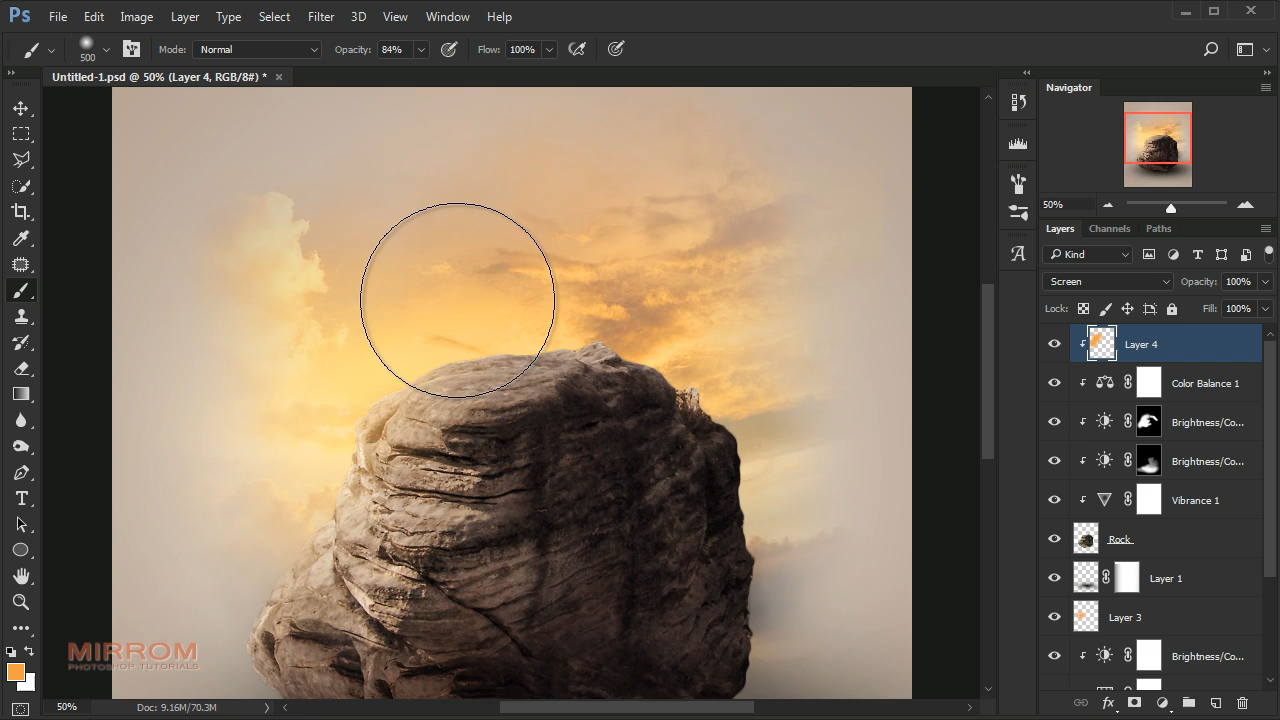 Ps File Edit Image Layer Type Select Filter 3D View Window Help
500 Mode: Normal Opacity: 84% Flow: 100%
Untitled-1.psd @ 50% (Layer 4, RGB/8#) * ×
Navigator
50%
Layers Channels Paths
Kind
Screen Opacity: 100%
Lock: Fill: 100%
Layer 4
Color Balance 1
Brightness/Co...
Brightness/Co...
Vibrance 1
Rock
Layer 1
Layer 3
Brightness/Co...
MIRROM
PHOTOSHOP TUTORIALS
50% Doc: 9.16M/70.3M
fx